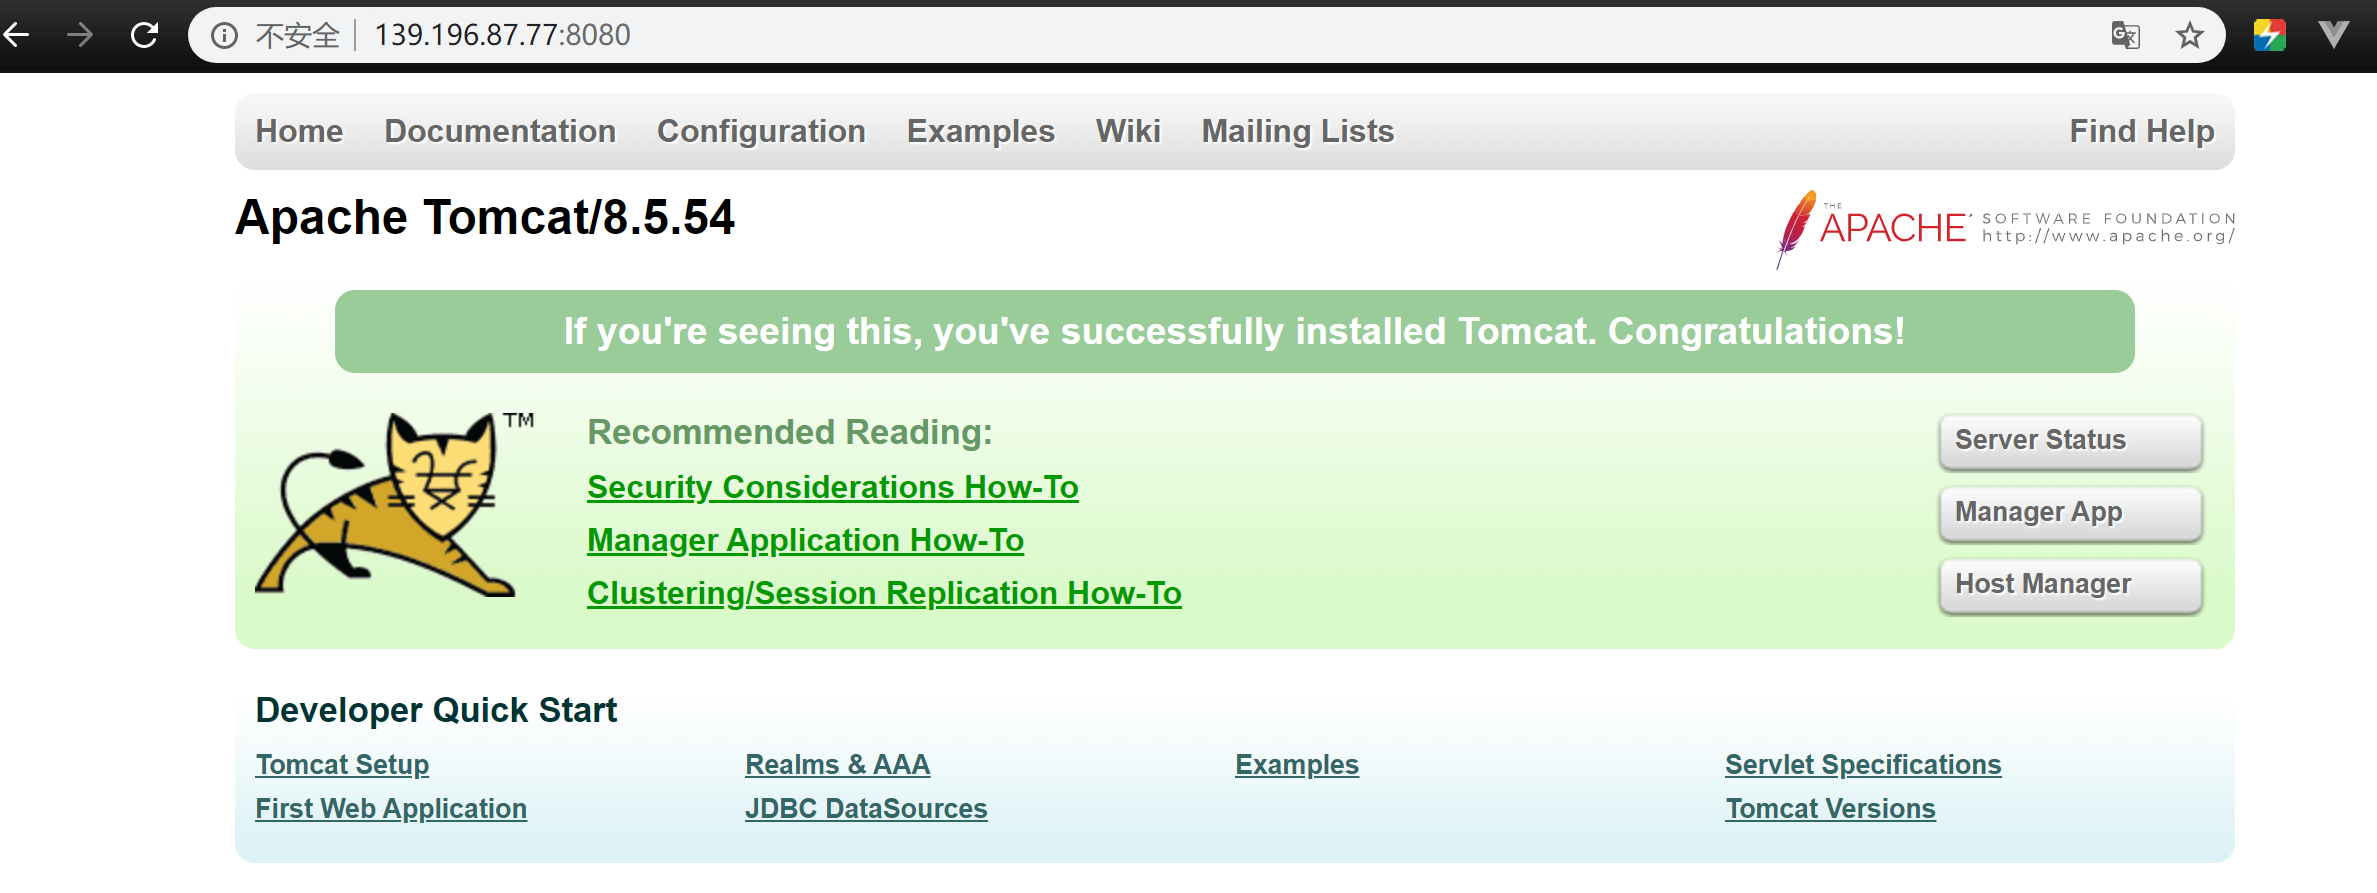 不安全 139.196.87.77:8080
Home Documentation Configuration Examples Wiki Mailing Lists Find Help
Apache Tomcat/8.5.54
THE
APACHE SOFTWARE FOUNDATION
http://www.apache.org/
If you're seeing this, you've successfully installed Tomcat. Congratulations!
TM
Recommended Reading:
Security Considerations How-To
Manager Application How-To
Clustering/Session Replication How-To
Server Status
Manager App
Host Manager
Developer Quick Start
Tomcat Setup Realms & AAA Examples Servlet Specifications
First Web Application JDBC DataSources Tomcat Versions